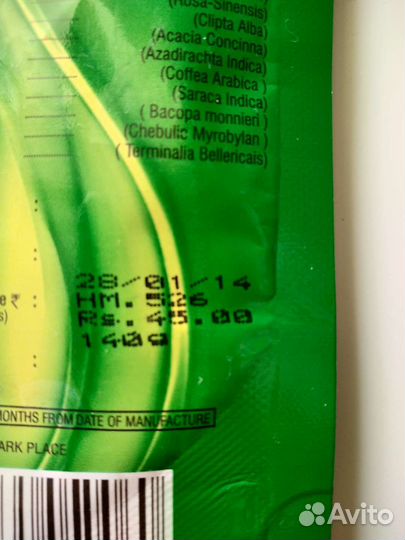 (Rosa-Sinensis)
(Clipta Alba)
(Acacia-Concinna)
(Azadirachta indica)
(Coffea Arabica )
(Saraca indica)
( Bacopa monnieri )
(Chebulic Myrobylan )
( Terminalia Bellericais)
:
28-01-14
HM.526
e ₹ : Rs.45.00
s)
140g
:
MONTHS FROM DATE OF MANUFACTURE
ARK PLACE
Avito